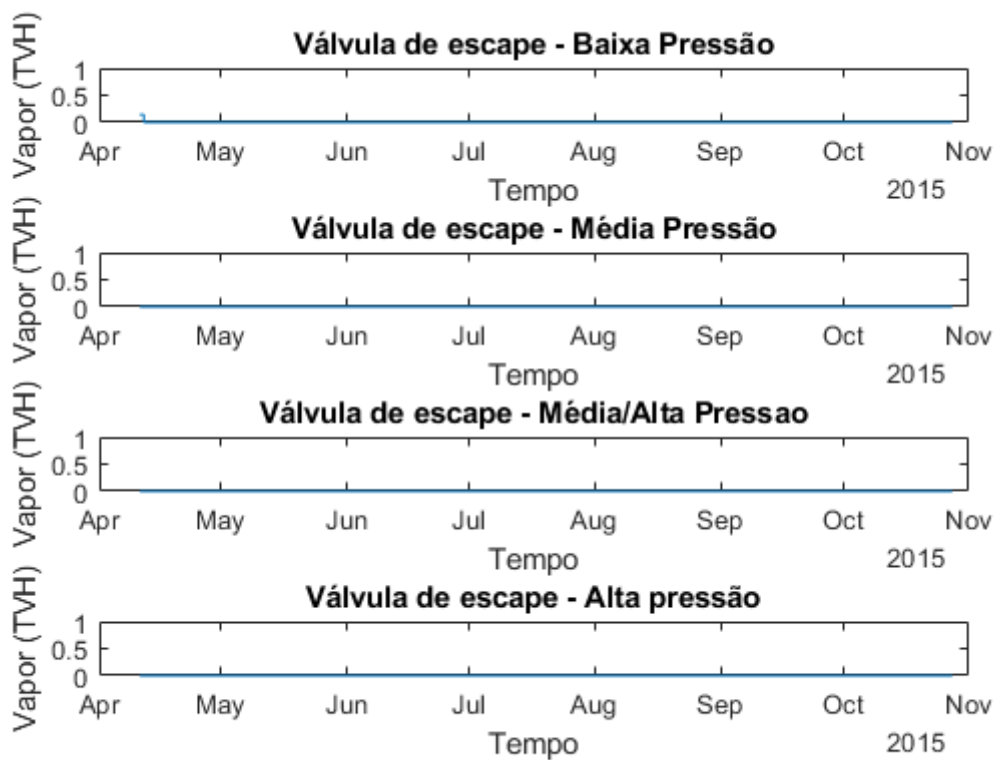 Válvula de escape - Baixa Pressão
Vapor (TVH)
1
0.5
0
Apr May Jun Jul Aug Sep Oct Nov
Tempo 2015
Válvula de escape - Média Pressão
Vapor (TVH)
1
0.5
0
Apr May Jun Jul Aug Sep Oct Nov
Tempo 2015
Válvula de escape - Média/Alta Pressao
Vapor (TVH)
1
0.5
0
Apr May Jun Jul Aug Sep Oct Nov
Tempo 2015
Válvula de escape - Alta pressão
Vapor (TVH)
1
0.5
0
Apr May Jun Jul Aug Sep Oct Nov
Tempo 2015